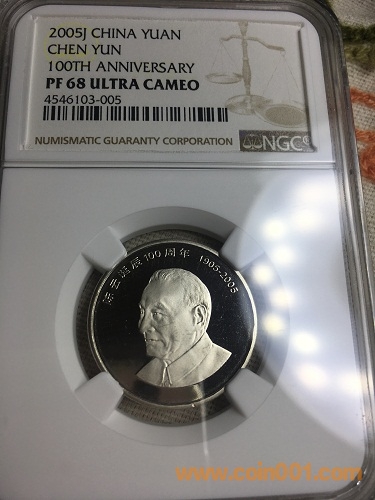 2005J CHINA YUAN
CHEN YUN
100TH ANNIVERSARY
PF 68 ULTRA CAMEO
4546103-005
NUMISMATIC GUARANTY CORPORATION
NGC
陈云诞辰100周年 1905-2005
www.coin001.com